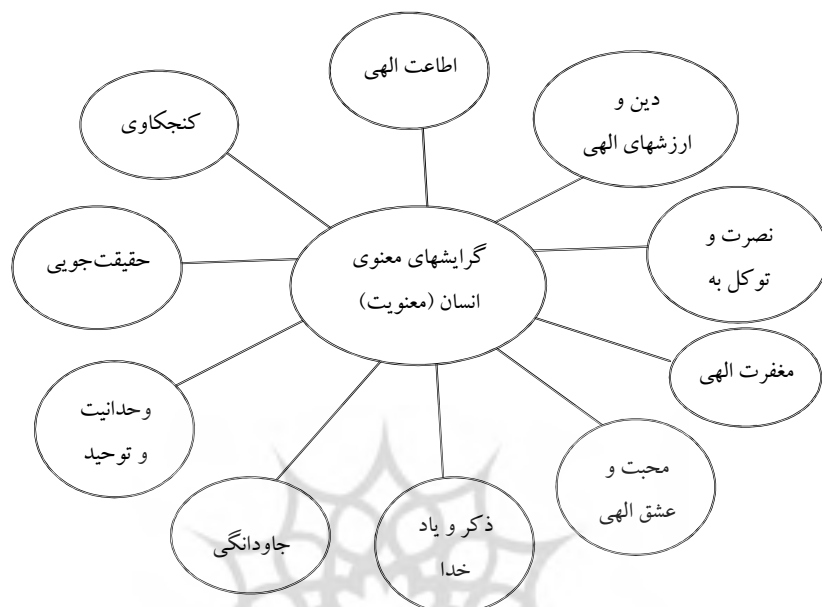 اطاعت الهی
دین و
ارزشهای الهی
کنجکاوی
نصرت و
توکل به
گرایشهای معنوی
انسان (معنویت)
حقیقت‌جویی
مغفرت الهی
وحدانیت
و توحید
محبت و
عشق الهی
ذکر و یاد
خدا
جاودانگی